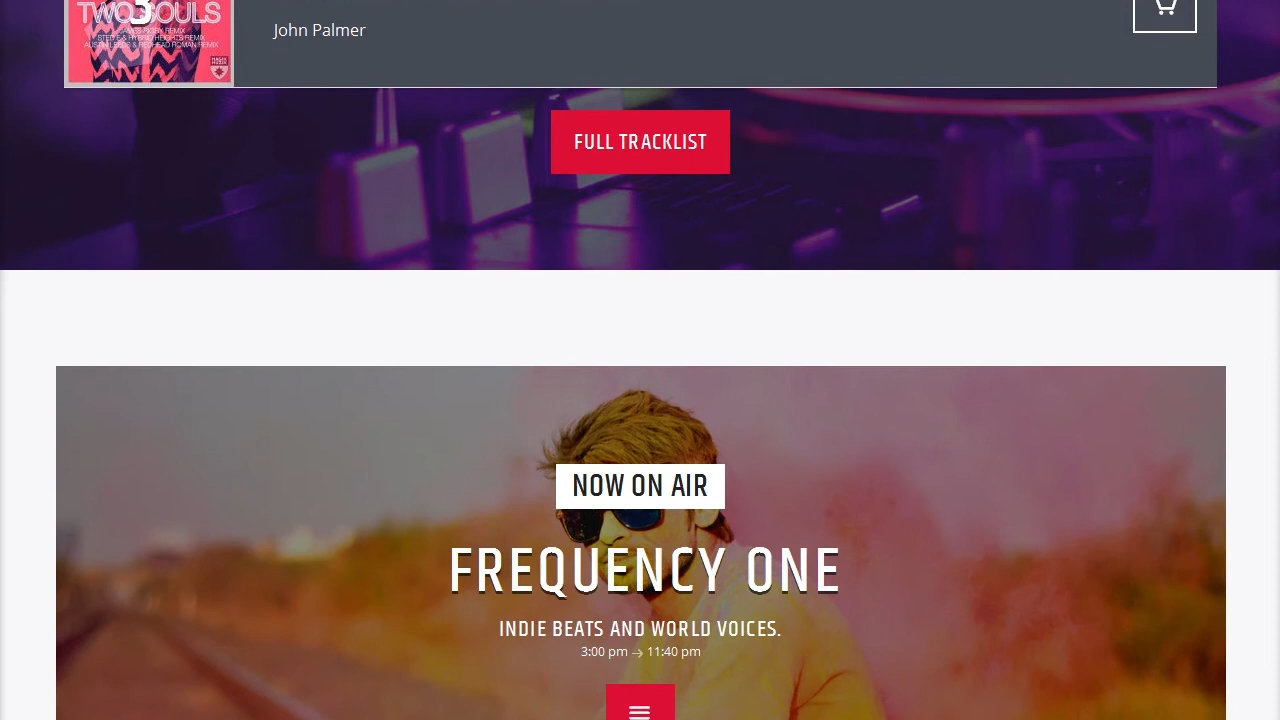 3
TWO SOULS
John Palmer
FULL TRACKLIST
NOW ON AIR
FREQUENCY ONE
INDIE BEATS AND WORLD VOICES.
3:00 pm → 11:40 pm